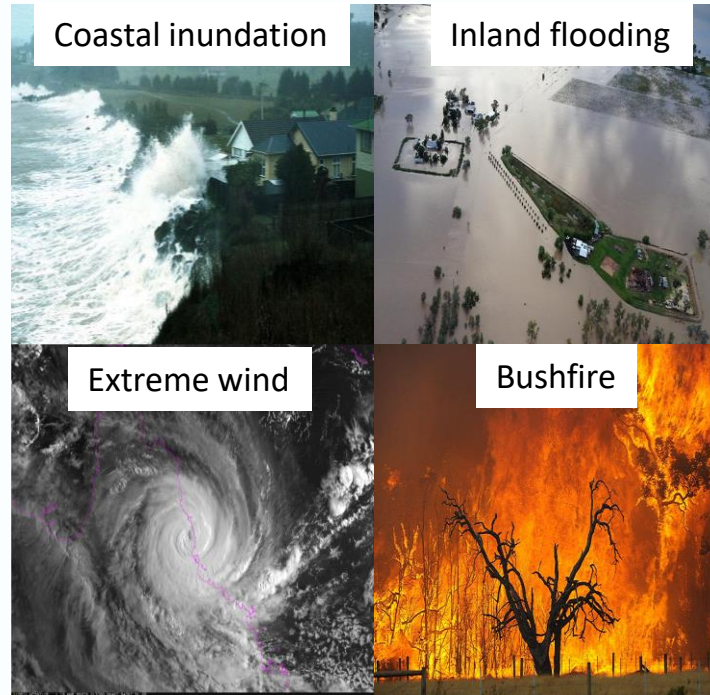 Coastal inundation
Inland flooding
Extreme wind
Bushfire